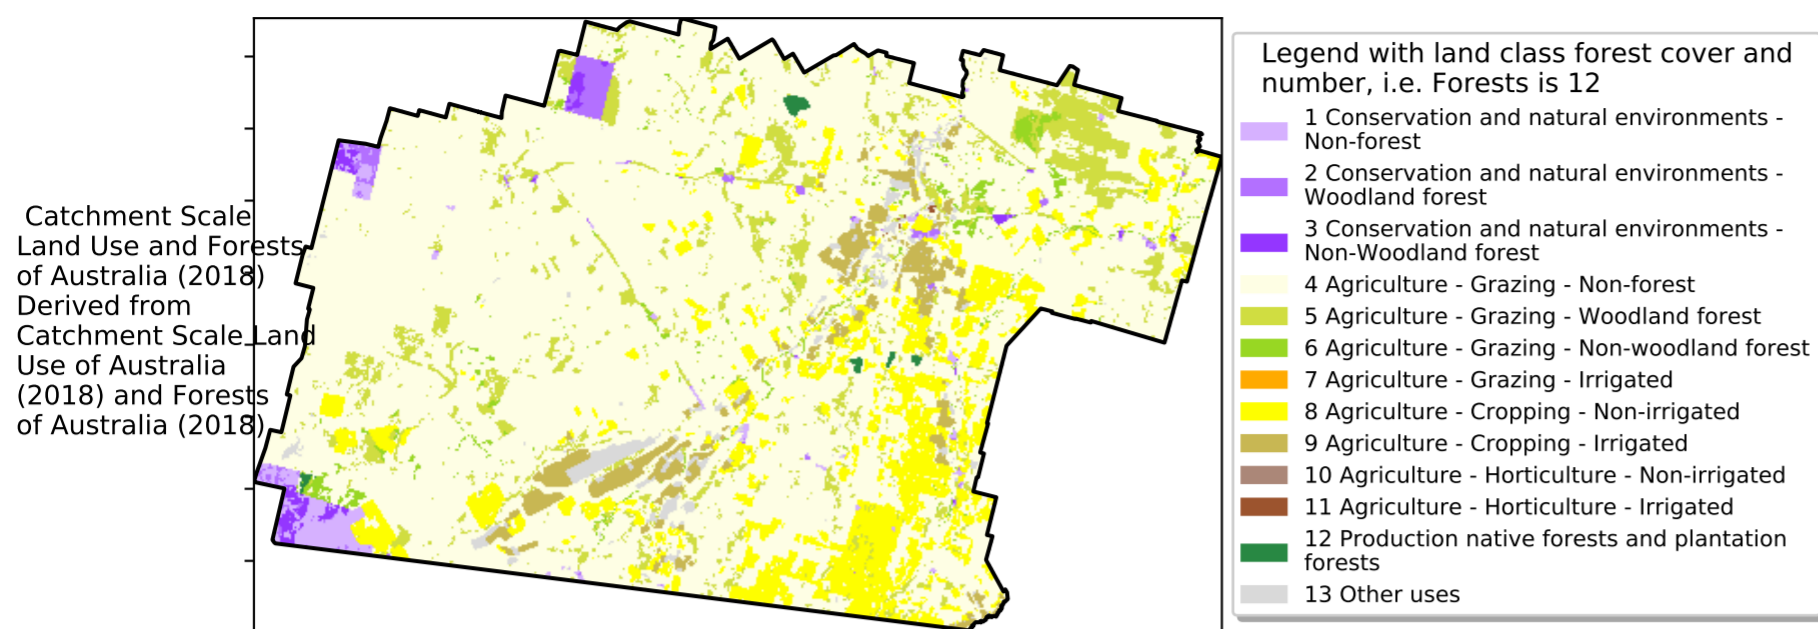 Catchment Scale
Land Use and Forests
of Australia (2018)
Derived from
Catchment Scale Land
Use of Australia
(2018) and Forests
of Australia (2018)
Legend with land class forest cover and
number, i.e. Forests is 12
1 Conservation and natural environments -
Non-forest
2 Conservation and natural environments -
Woodland forest
3 Conservation and natural environments -
Non-Woodland forest
4 Agriculture - Grazing - Non-forest
5 Agriculture - Grazing - Woodland forest
6 Agriculture - Grazing - Non-woodland forest
7 Agriculture - Grazing - Irrigated
8 Agriculture - Cropping - Non-irrigated
9 Agriculture - Cropping - Irrigated
10 Agriculture - Horticulture - Non-irrigated
11 Agriculture - Horticulture - Irrigated
12 Production native forests and plantation
forests
13 Other uses